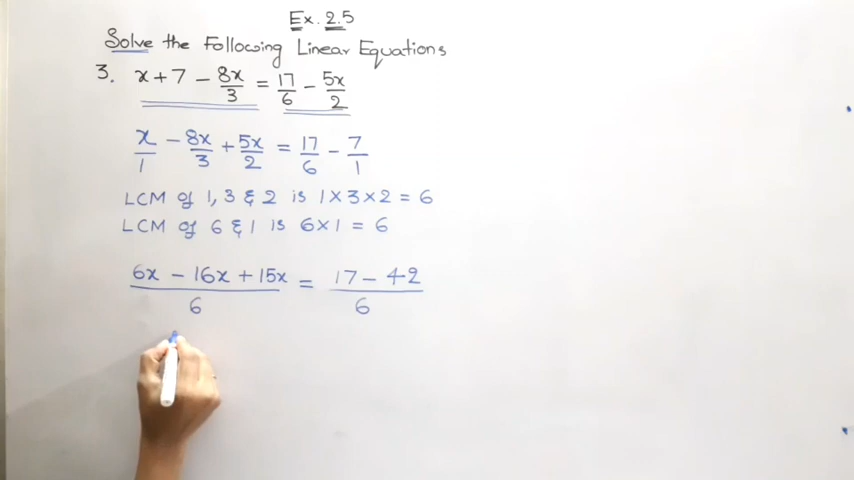 Ex. 2.5
Solve the Following Linear Equations
3. x + 7 - 8x/3 = 17/6 - 5x/2
x/1 - 8x/3 + 5x/2 = 17/6 - 7/1
LCM of 1, 3 & 2 is 1 × 3 × 2 = 6
LCM of 6 & 1 is 6 × 1 = 6
6x - 16x + 15x / 6 = 17 - 42 / 6